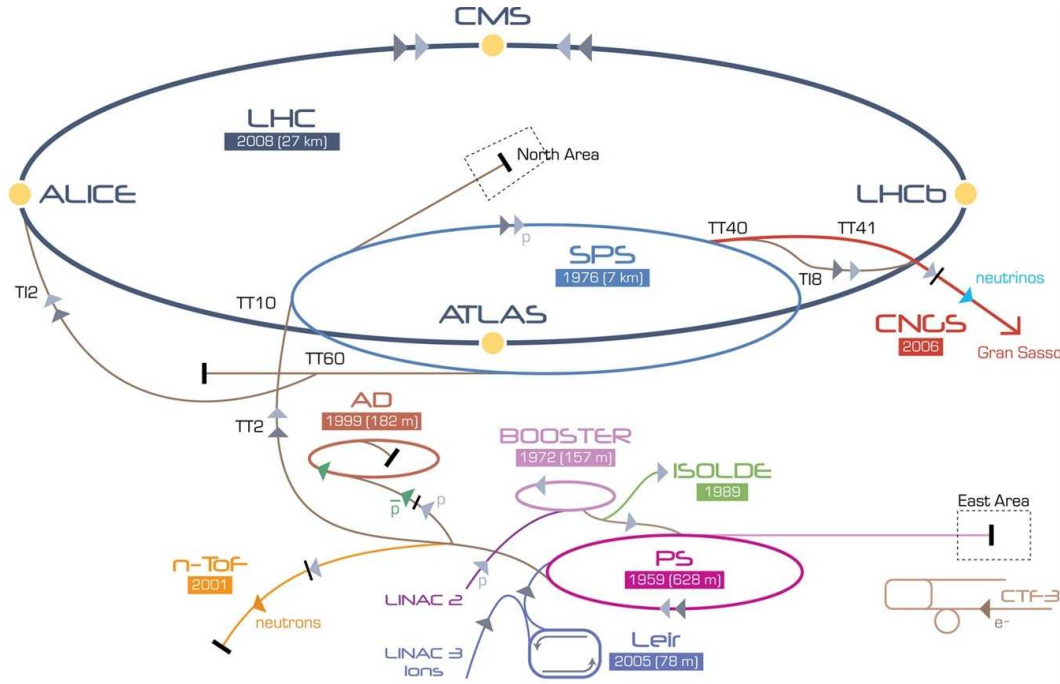 CMS
LHC
2008 (27 km)
North Area
ALICE
LHCb
TT40
TT41
p
SPS
1976 (7 km)
TI8
neutrinos
TI2
TT10
ATLAS
CNGS
2006
Gran Sasso
TT60
AD
1999 (182 m)
TT2
BOOSTER
1972 (157 m)
ISOLDE
1989
p
p
East Area
n-ToF
2001
PS
1959 (628 m)
p
LINAC 2
neutrons
CTF-3
e-
LINAC 3
Ions
Leir
2005 (78 m)